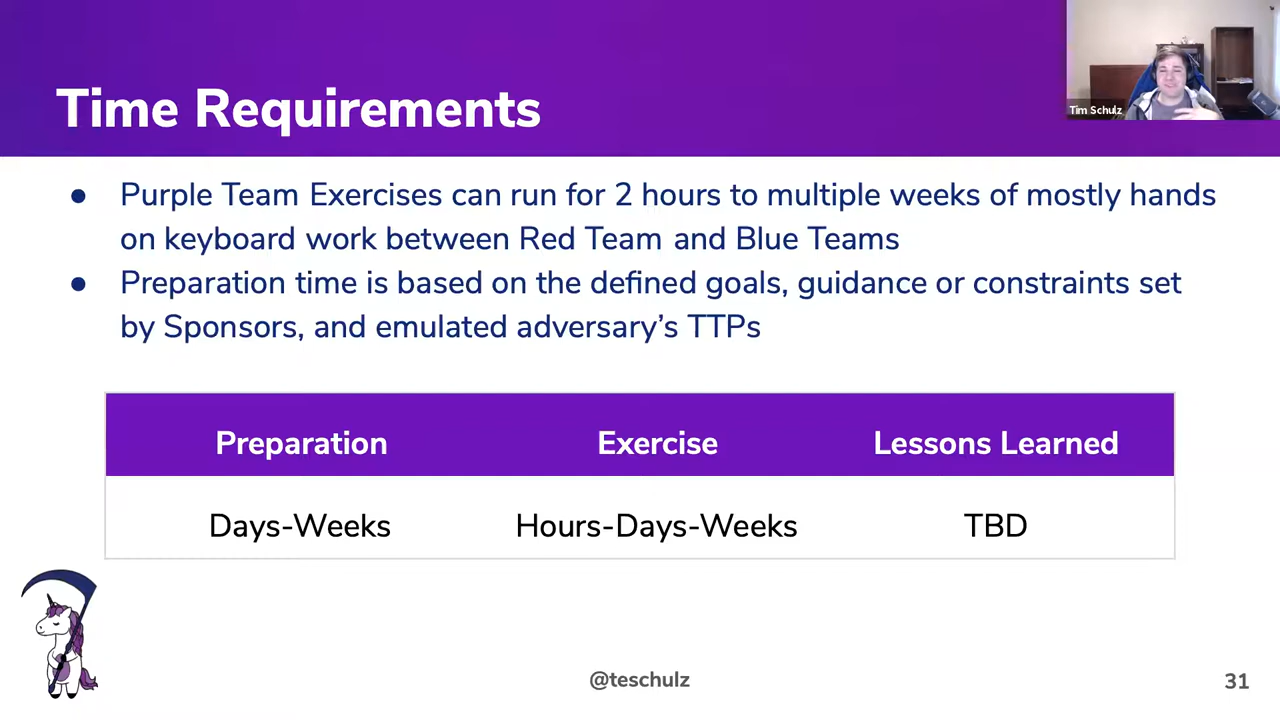 Time Requirements
Tim Schulz
● Purple Team Exercises can run for 2 hours to multiple weeks of mostly hands
on keyboard work between Red Team and Blue Teams
● Preparation time is based on the defined goals, guidance or constraints set
by Sponsors, and emulated adversary's TTPs
Preparation Exercise Lessons Learned
Days-Weeks Hours-Days-Weeks TBD
@teschulz
31